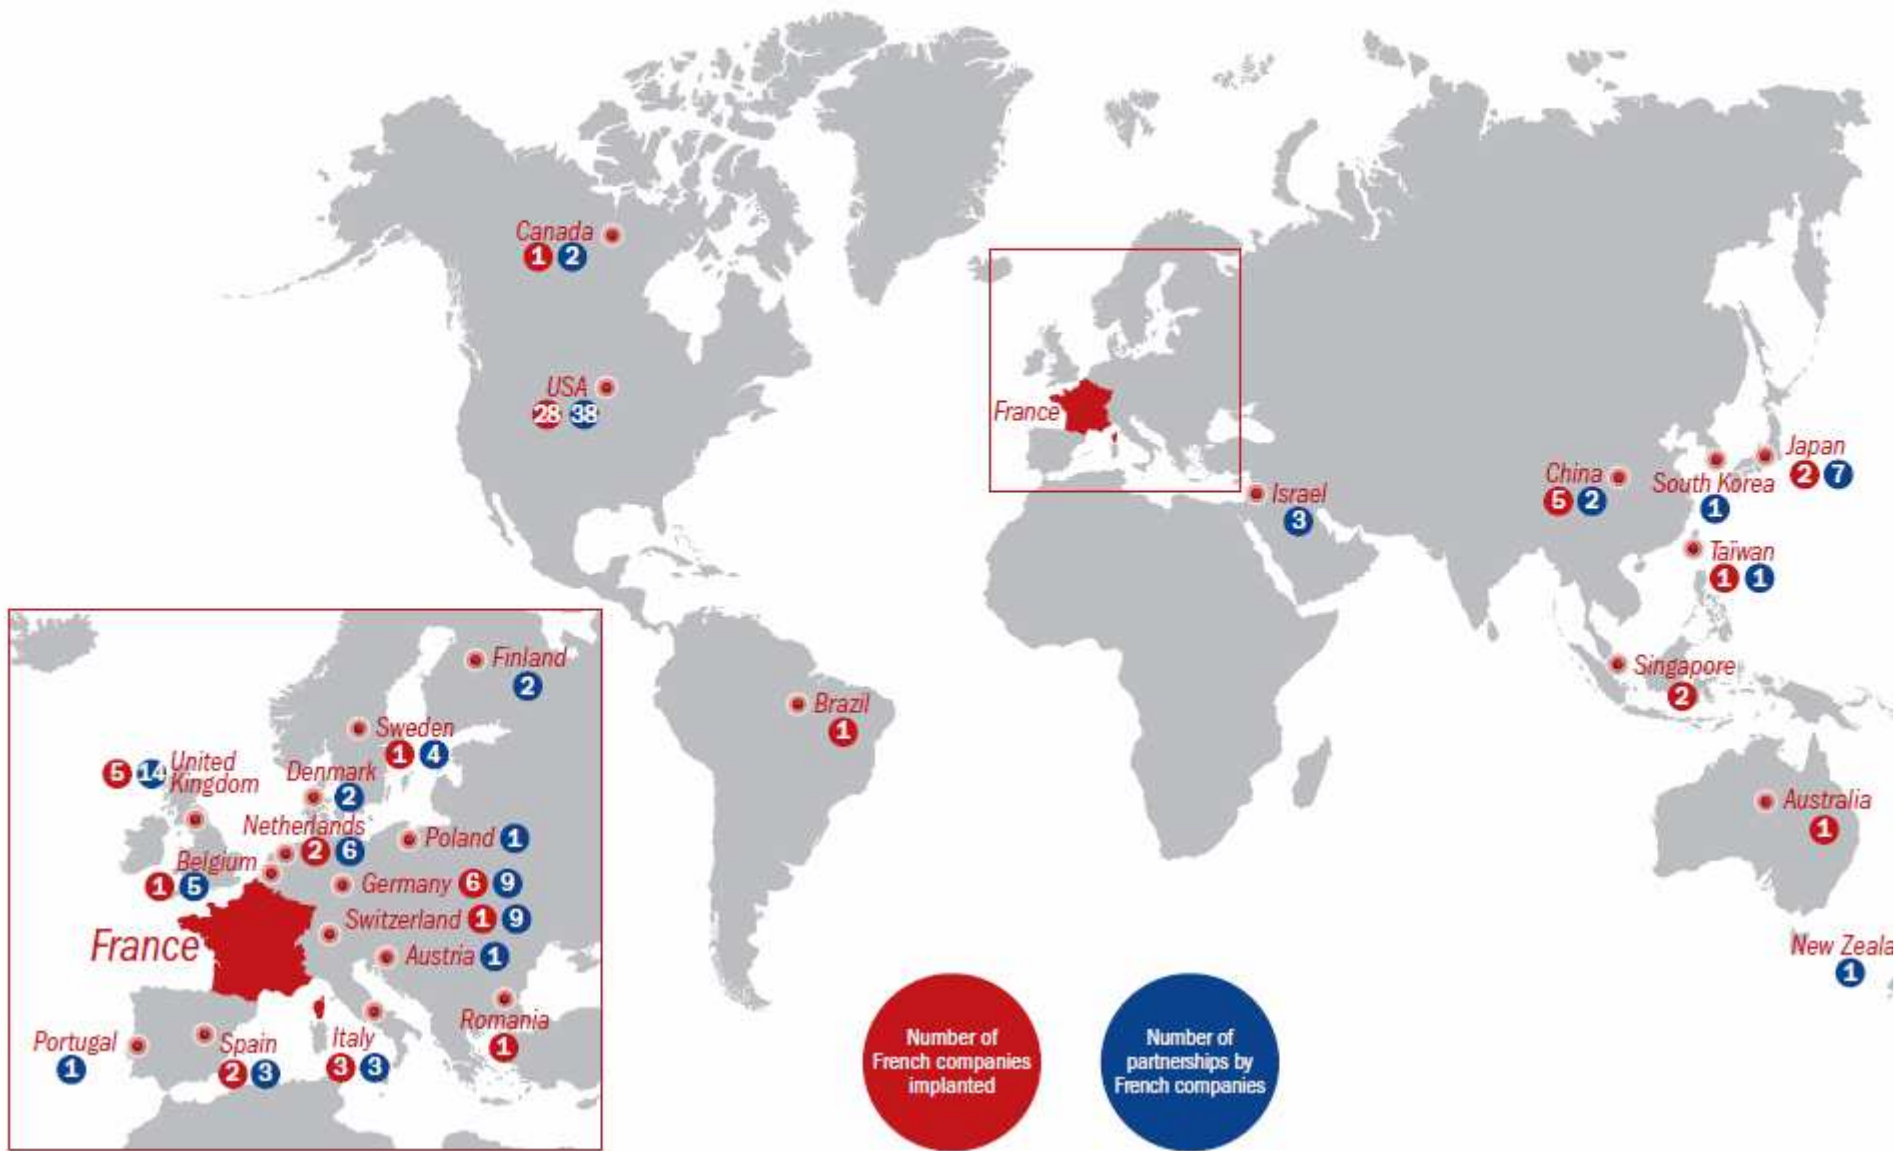 Canada
1 2
USA
28 38
France
Israel
3
China
5 2
South Korea
1
Japan
2 7
Taïwan
1 1
Singapore
2
Brazil
1
Australia
1
New Zeala
1
Finland
2
Sweden
1 4
5 14 United
Kingdom
Denmark
2
Netherlands
2 6
Poland 1
Belgium
1 5
Germany 6 9
Switzerland 1 9
France
Austria 1
Romania
1
Portugal
1
Spain
2 3
Italy
3 3
Number of
French companies
implanted
Number of
partnerships by
French companies